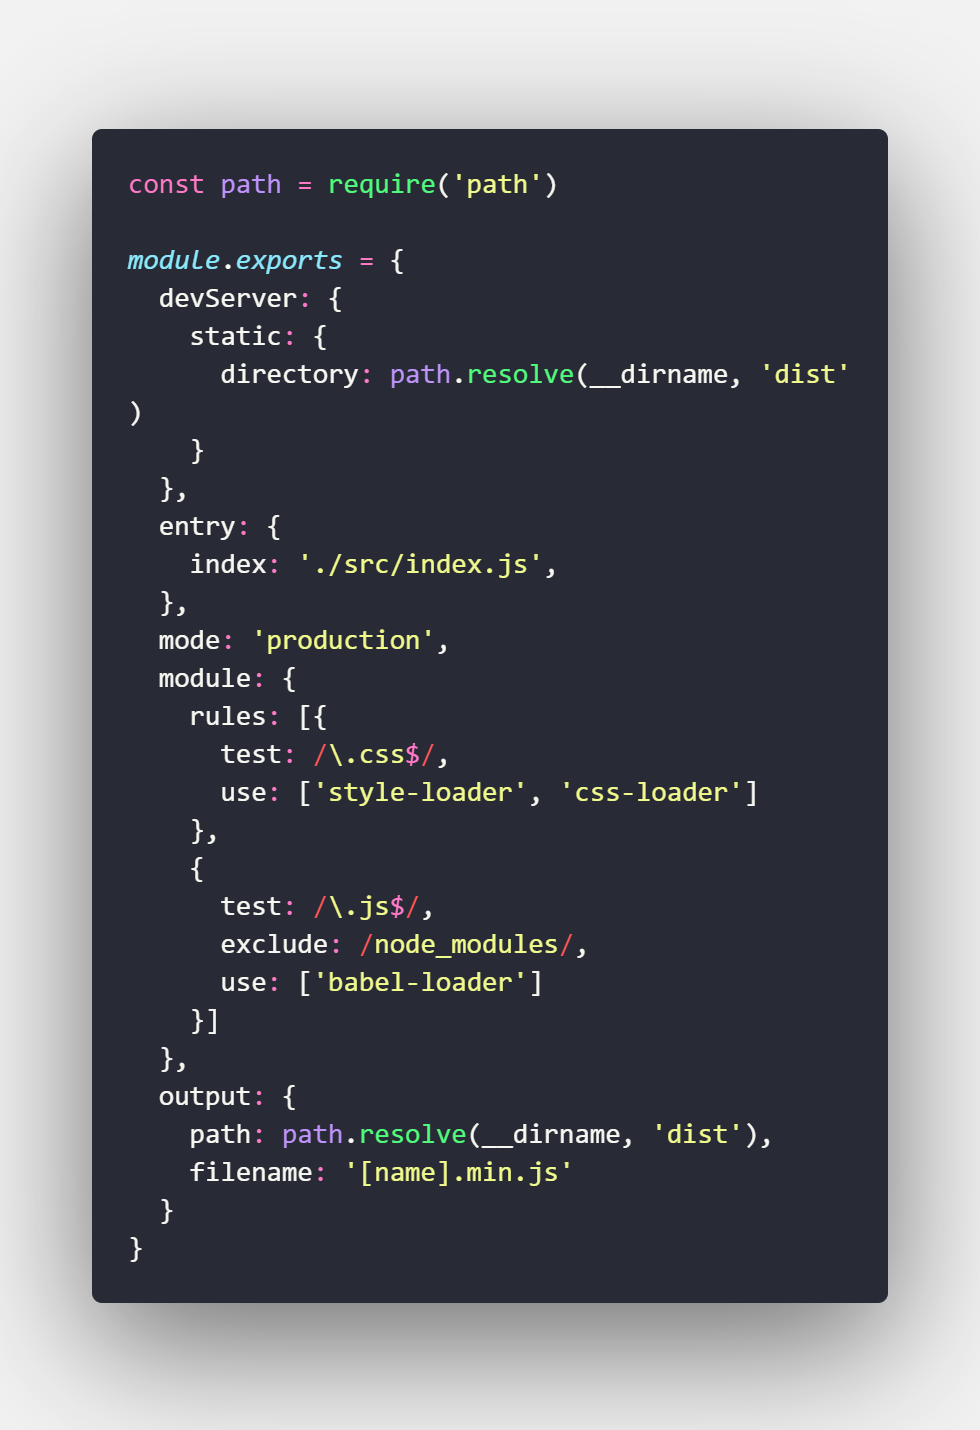 const path = require('path')

module.exports = {
  devServer: {
    static: {
      directory: path.resolve(__dirname, 'dist'
)
    }
  },
  entry: {
    index: './src/index.js',
  },
  mode: 'production',
  module: {
    rules: [{
      test: /\.css$/,
      use: ['style-loader', 'css-loader']
    },
    {
      test: /\.js$/,
      exclude: /node_modules/,
      use: ['babel-loader']
    }]
  },
  output: {
    path: path.resolve(__dirname, 'dist'),
    filename: '[name].min.js'
  }
}